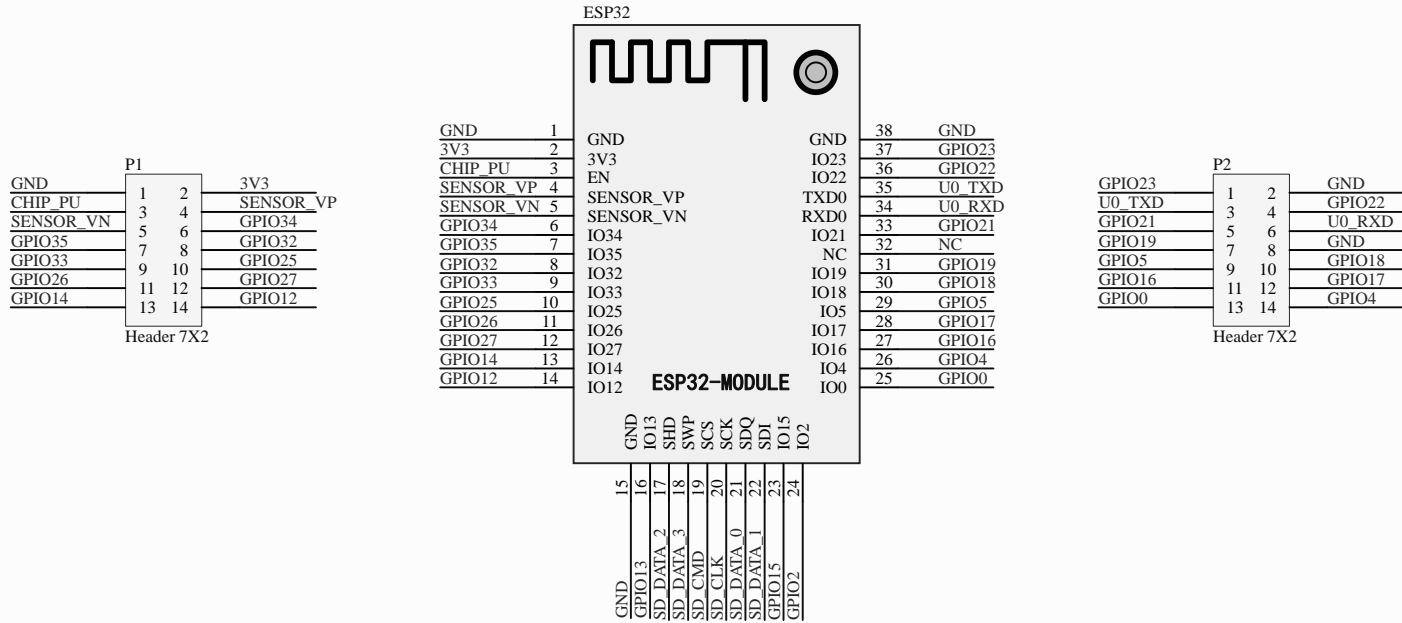 ESP32
GND 1 GND GND 38 GND
3V3 2 3V3 IO23 37 GPIO23
CHIP_PU 3 EN IO22 36 GPIO22
SENSOR_VP 4 SENSOR_VP TXD0 35 U0_TXD
SENSOR_VN 5 SENSOR_VN RXD0 34 U0_RXD
GPIO34 6 IO34 IO21 33 GPIO21
GPIO35 7 IO35 NC 32 NC
GPIO32 8 IO32 IO19 31 GPIO19
GPIO33 9 IO33 IO18 30 GPIO18
GPIO25 10 IO25 IO5 29 GPIO5
GPIO26 11 IO26 IO17 28 GPIO17
GPIO27 12 IO27 IO16 27 GPIO16
GPIO14 13 IO14 IO4 26 GPIO4
GPIO12 14 IO12 IO0 25 GPIO0
ESP32-MODULE
GND 15 GND
IO13 16 GPIO13
SHD 17 SD_DATA_2
SWP 18 SD_DATA_3
SCS 19 SD_CMD
SCK 20 SD_CLK
SDQ 21 SD_DATA_0
SDI 22 SD_DATA_1
IO15 23 GPIO15
IO2 24 GPIO2
P1
GND 1 2 3V3
CHIP_PU 3 4 SENSOR_VP
SENSOR_VN 5 6 GPIO34
GPIO35 7 8 GPIO32
GPIO33 9 10 GPIO25
GPIO26 11 12 GPIO27
GPIO14 13 14 GPIO12
Header 7X2
P2
GPIO23 1 2 GND
U0_TXD 3 4 GPIO22
GPIO21 5 6 U0_RXD
GPIO19 7 8 GND
GPIO5 9 10 GPIO18
GPIO16 11 12 GPIO17
GPIO0 13 14 GPIO4
Header 7X2